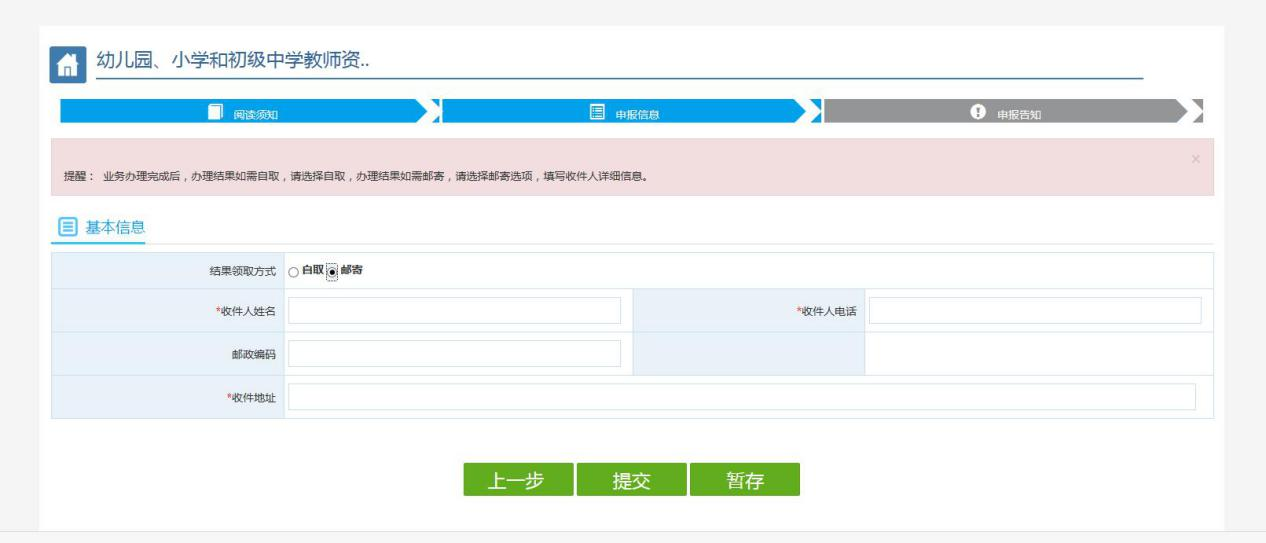 幼儿园、小学和初级中学教师资..
阅读须知 申报信息 申报告知
提醒： 业务办理完成后，办理结果如需自取，请选择自取，办理结果如需邮寄，请选择邮寄选项，填写收件人详细信息。
×
基本信息
结果领取方式 自取 邮寄
*收件人姓名 *收件人电话
邮政编码
*收件地址
上一步 提交 暂存